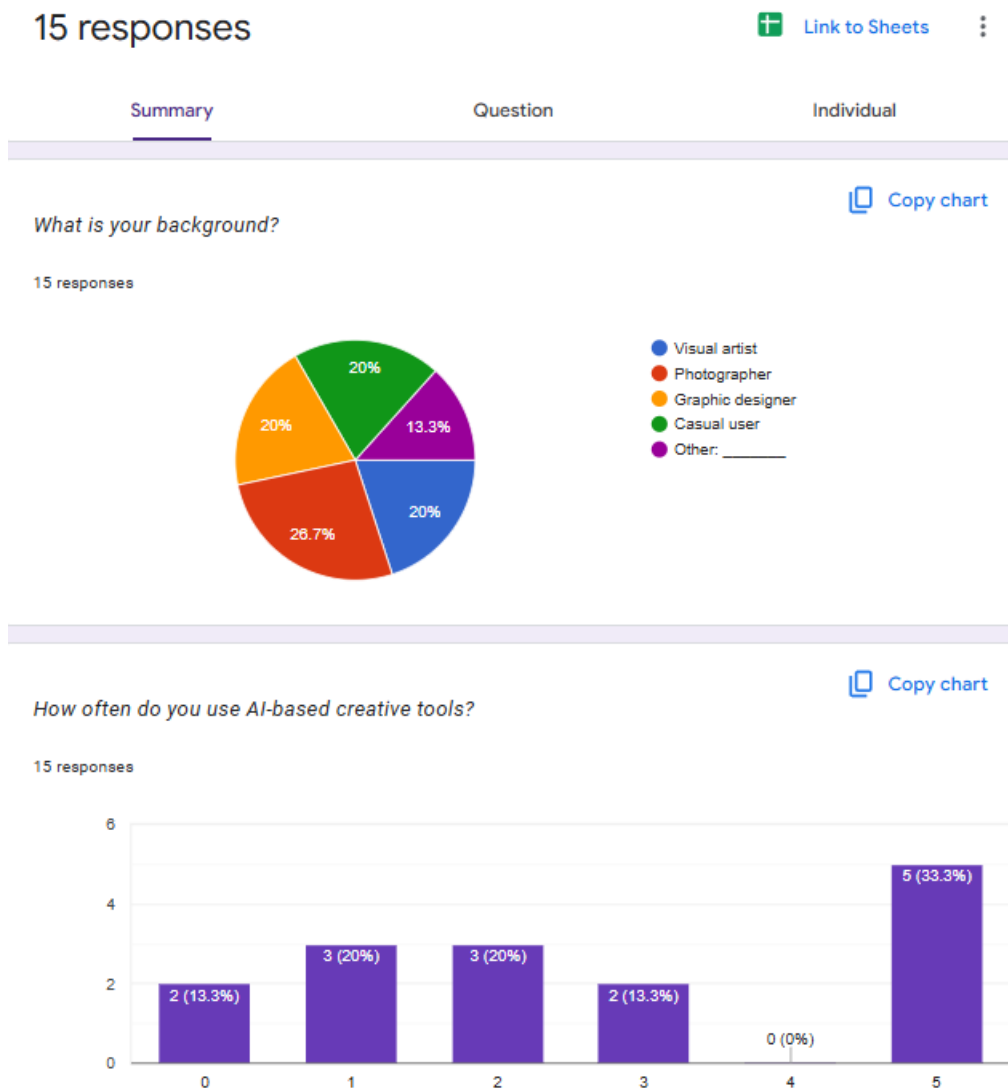 15 responses
Link to Sheets
Summary Question Individual
Copy chart
What is your background?
15 responses
20%
20%
13.3%
20%
26.7%
Visual artist
Photographer
Graphic designer
Casual user
Other: ________
Copy chart
How often do you use AI-based creative tools?
15 responses
6
4
2
0
2 (13.3%)
3 (20%)
3 (20%)
2 (13.3%)
0 (0%)
5 (33.3%)
0 1 2 3 4 5